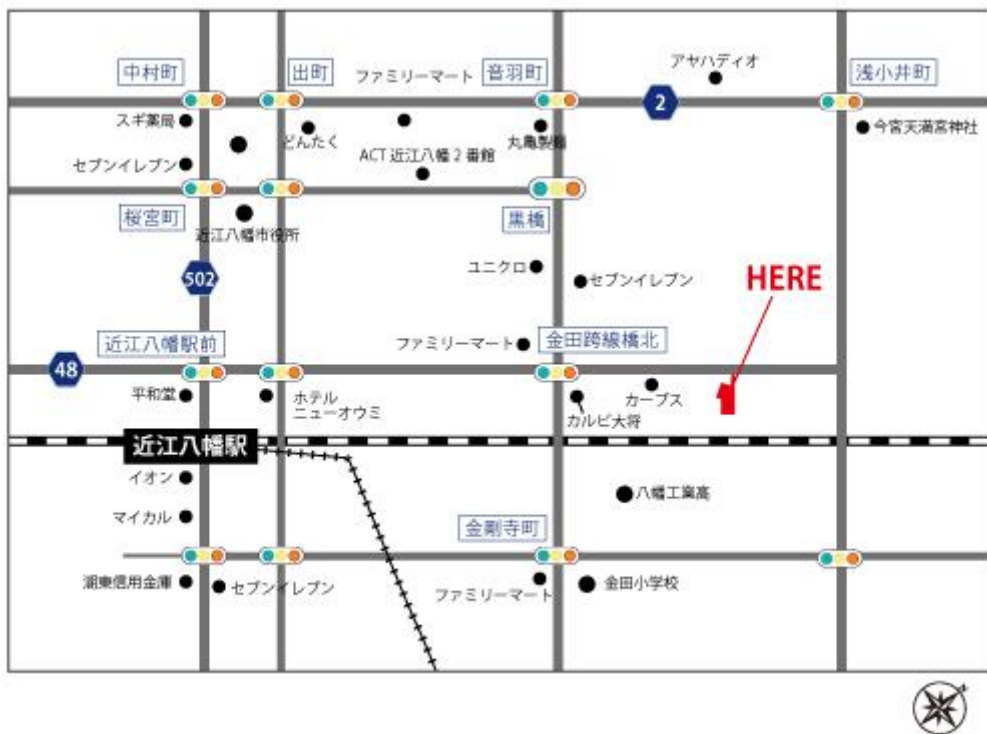 中村町
出町
ファミリーマート
音羽町
アヤハディオ
浅小井町
2
スギ薬局
どんたく
丸亀製麺
今宮天満宮神社
セブンイレブン
ACT 近江八幡 2 番館
桜宮町
近江八幡市役所
黒橋
502
ユニクロ
セブンイレブン
HERE
近江八幡駅前
ファミリーマート
金田跨線橋北
48
平和堂
ホテル
ニューオウミ
カルビ大将
カーブス
近江八幡駅
イオン
八幡工業高
マイカル
金剛寺町
湖東信用金庫
セブンイレブン
ファミリーマート
金田小学校